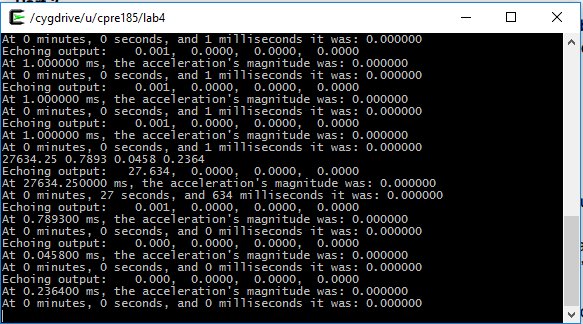 /cygdrive/u/cpre185/lab4
At 0 minutes, 0 seconds, and 1 milliseconds it was: 0.000000
Echoing output:    0.001,  0.0000,  0.0000,  0.0000
At 1.000000 ms, the acceleration's magnitude was: 0.000000
At 0 minutes, 0 seconds, and 1 milliseconds it was: 0.000000
Echoing output:    0.001,  0.0000,  0.0000,  0.0000
At 1.000000 ms, the acceleration's magnitude was: 0.000000
At 0 minutes, 0 seconds, and 1 milliseconds it was: 0.000000
Echoing output:    0.001,  0.0000,  0.0000,  0.0000
At 1.000000 ms, the acceleration's magnitude was: 0.000000
At 0 minutes, 0 seconds, and 1 milliseconds it was: 0.000000
27634.25 0.7893 0.0458 0.2364
Echoing output:   27.634,  0.0000,  0.0000,  0.0000
At 27634.250000 ms, the acceleration's magnitude was: 0.000000
At 0 minutes, 27 seconds, and 634 milliseconds it was: 0.000000
Echoing output:    0.001,  0.0000,  0.0000,  0.0000
At 0.789300 ms, the acceleration's magnitude was: 0.000000
At 0 minutes, 0 seconds, and 0 milliseconds it was: 0.000000
Echoing output:    0.000,  0.0000,  0.0000,  0.0000
At 0.045800 ms, the acceleration's magnitude was: 0.000000
At 0 minutes, 0 seconds, and 0 milliseconds it was: 0.000000
Echoing output:    0.000,  0.0000,  0.0000,  0.0000
At 0.236400 ms, the acceleration's magnitude was: 0.000000
At 0 minutes, 0 seconds, and 0 milliseconds it was: 0.000000